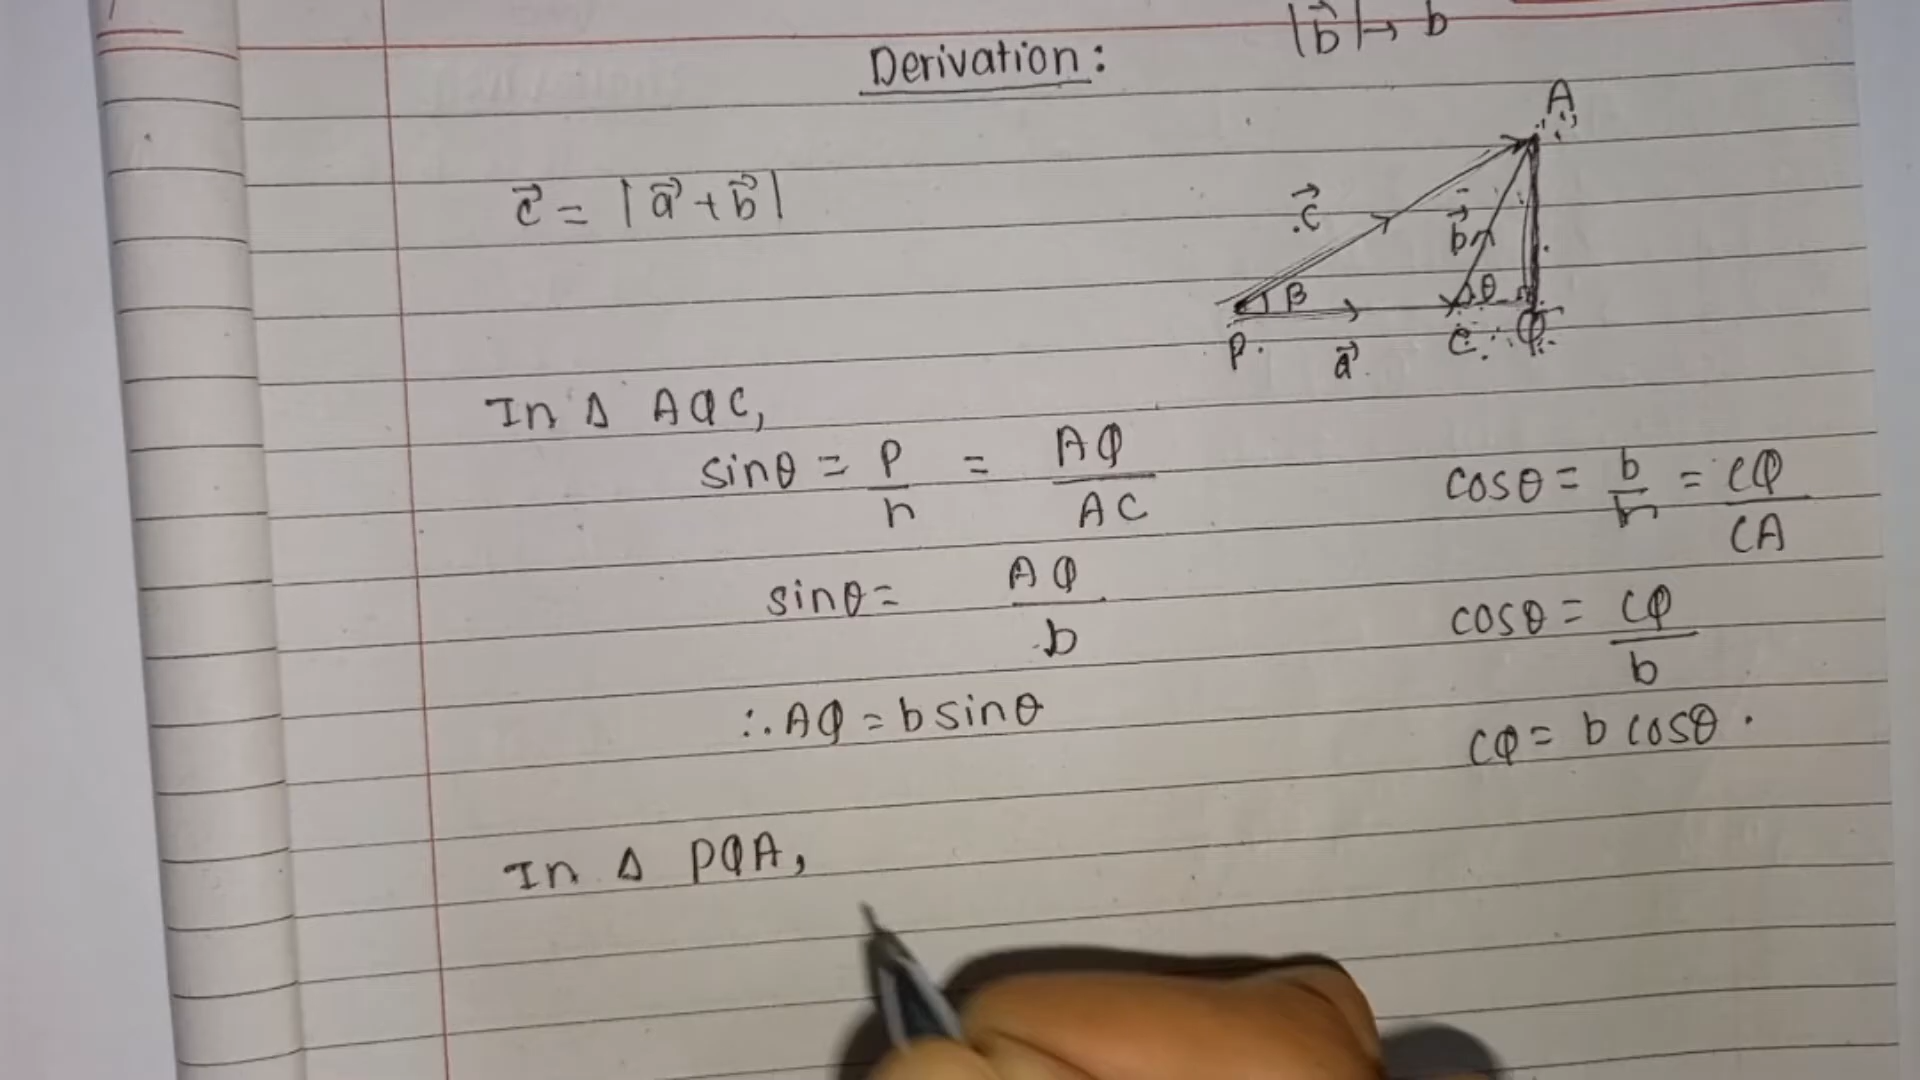 |b⃗| → b
Derivation:
A
c⃗ = |a⃗ + b⃗|
c⃗
b⃗
β
θ
P
a⃗
C
Q
In Δ AQC,
sinθ = p/h = AQ/AC
cosθ = b/h = CQ/CA
sinθ = AQ/b
cosθ = CQ/b
∴ AQ = b sinθ
CQ = b cosθ.
In Δ PQA,